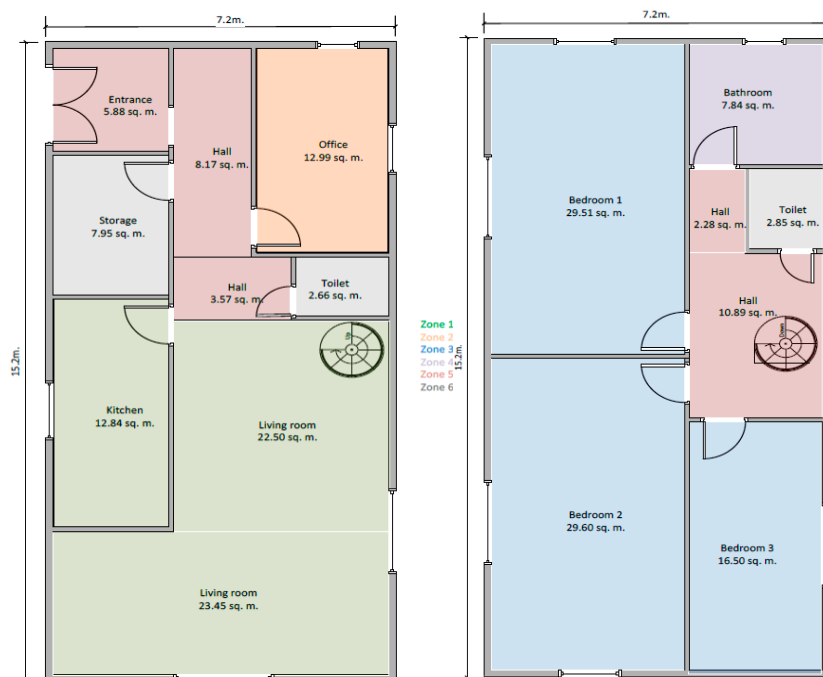 7.2m.
15.2m.
Entrance
5.88 sq. m.
Hall
8.17 sq. m.
Office
12.99 sq. m.
Storage
7.95 sq. m.
Hall
3.57 sq. m.
Toilet
2.66 sq. m.
Up
Kitchen
12.84 sq. m.
Living room
22.50 sq. m.
Living room
23.45 sq. m.
Zone 1
Zone 2
Zone 3
Zone 4
Zone 5
Zone 6
7.2m.
15.2m.
Bathroom
7.84 sq. m.
Bedroom 1
29.51 sq. m.
Hall
2.28 sq. m.
Toilet
2.85 sq. m.
Hall
10.89 sq. m.
Down
Bedroom 2
29.60 sq. m.
Bedroom 3
16.50 sq. m.